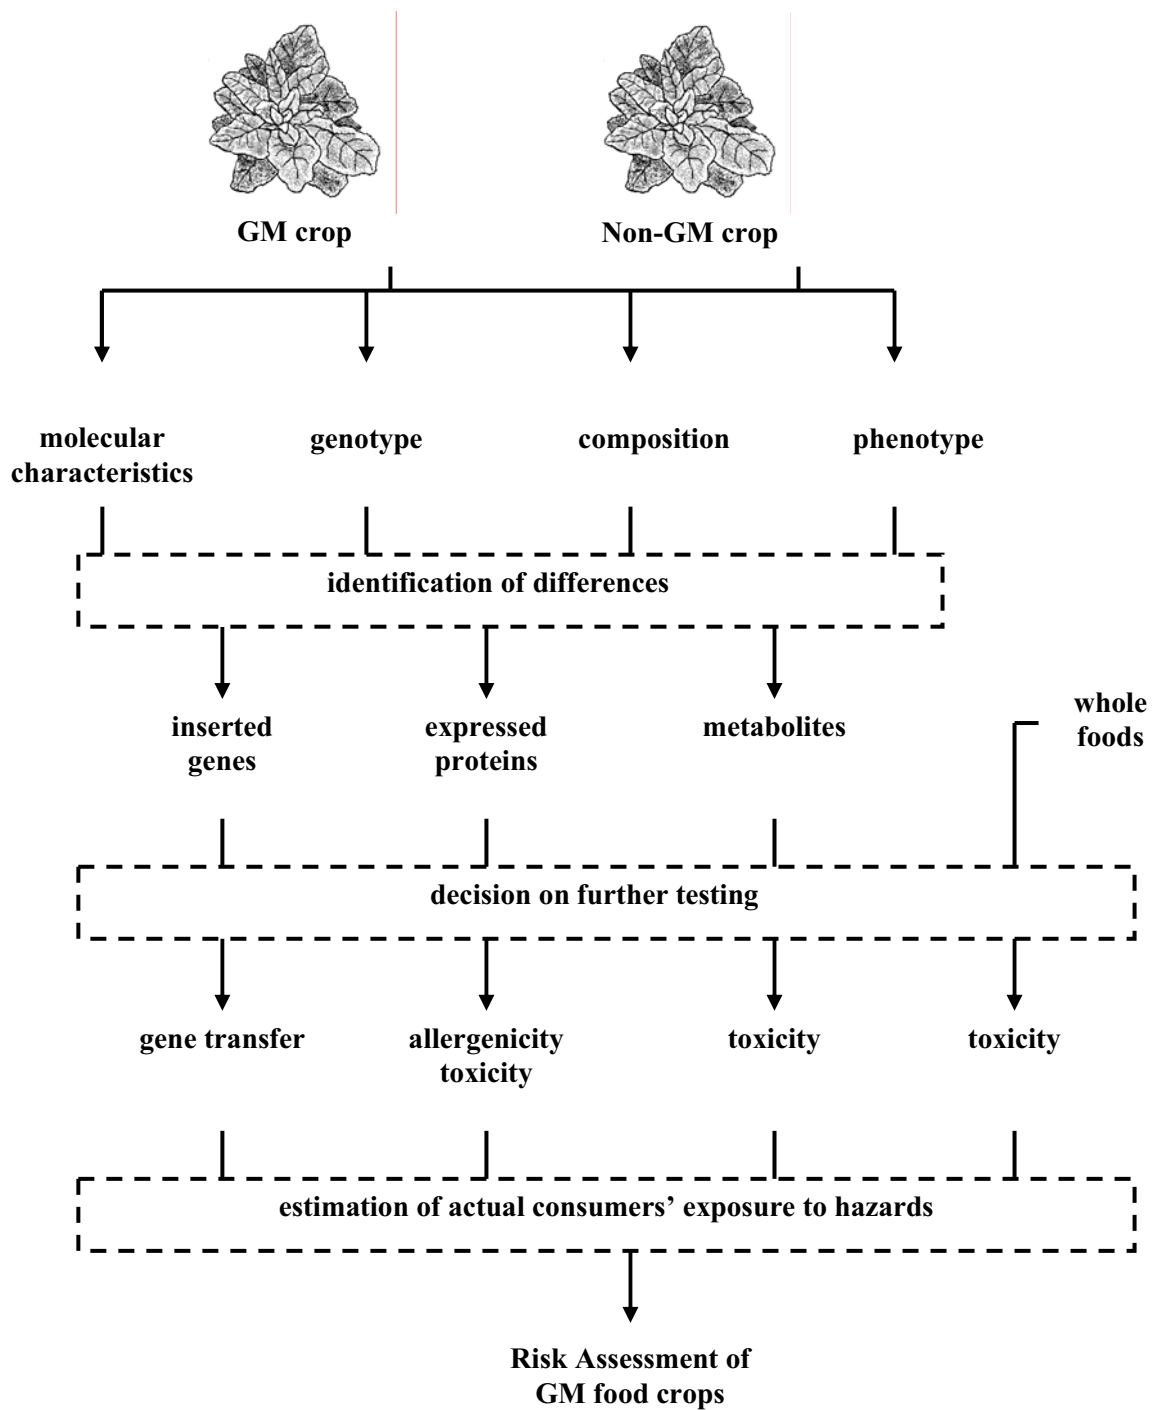 GM crop
Non-GM crop
molecular
characteristics
genotype
composition
phenotype
identification of differences
inserted
genes
expressed
proteins
metabolites
whole
foods
decision on further testing
gene transfer
allergenicity
toxicity
toxicity
toxicity
estimation of actual consumers’ exposure to hazards
Risk Assessment of
GM food crops